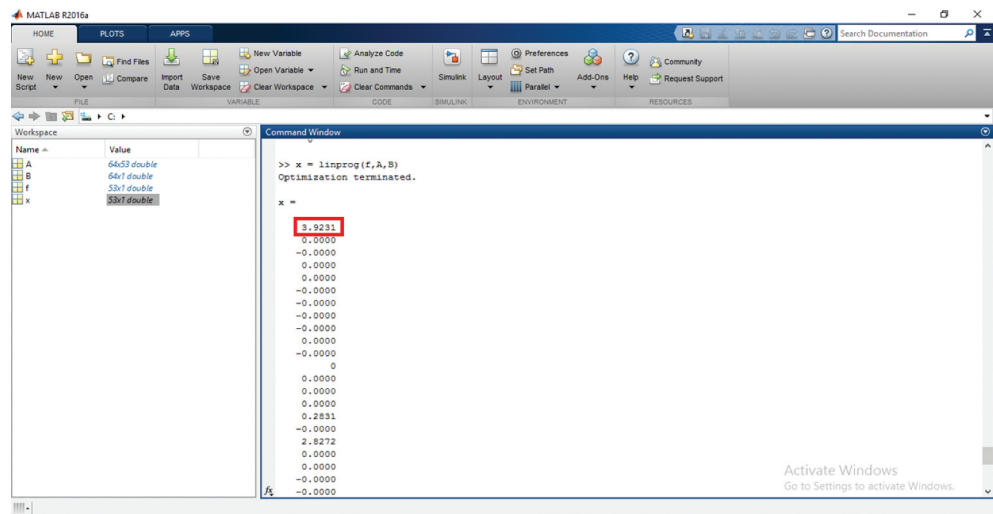 MATLAB R2016a
HOME PLOTS APPS
Search Documentation
New Script
New
Open
Find Files
Compare
Import Data
Save Workspace
New Variable
Open Variable
Clear Workspace
Analyze Code
Run and Time
Clear Commands
Simulink
Layout
Preferences
Set Path
Parallel
Add-Ons
Help
Community
Request Support
FILE VARIABLE CODE SIMULINK ENVIRONMENT RESOURCES
C:
Workspace
Name Value
A 64x53 double
B 64x1 double
f 53x1 double
x 53x1 double
Command Window
>> x = linprog(f,A,B)
Optimization terminated.
x =
3.9231
0.0000
-0.0000
0.0000
0.0000
-0.0000
-0.0000
-0.0000
-0.0000
0.0000
-0.0000
0
0.0000
0.0000
0.0000
0.2831
-0.0000
2.8272
0.0000
0.0000
-0.0000
fx -0.0000
Activate Windows
Go to Settings to activate Windows.